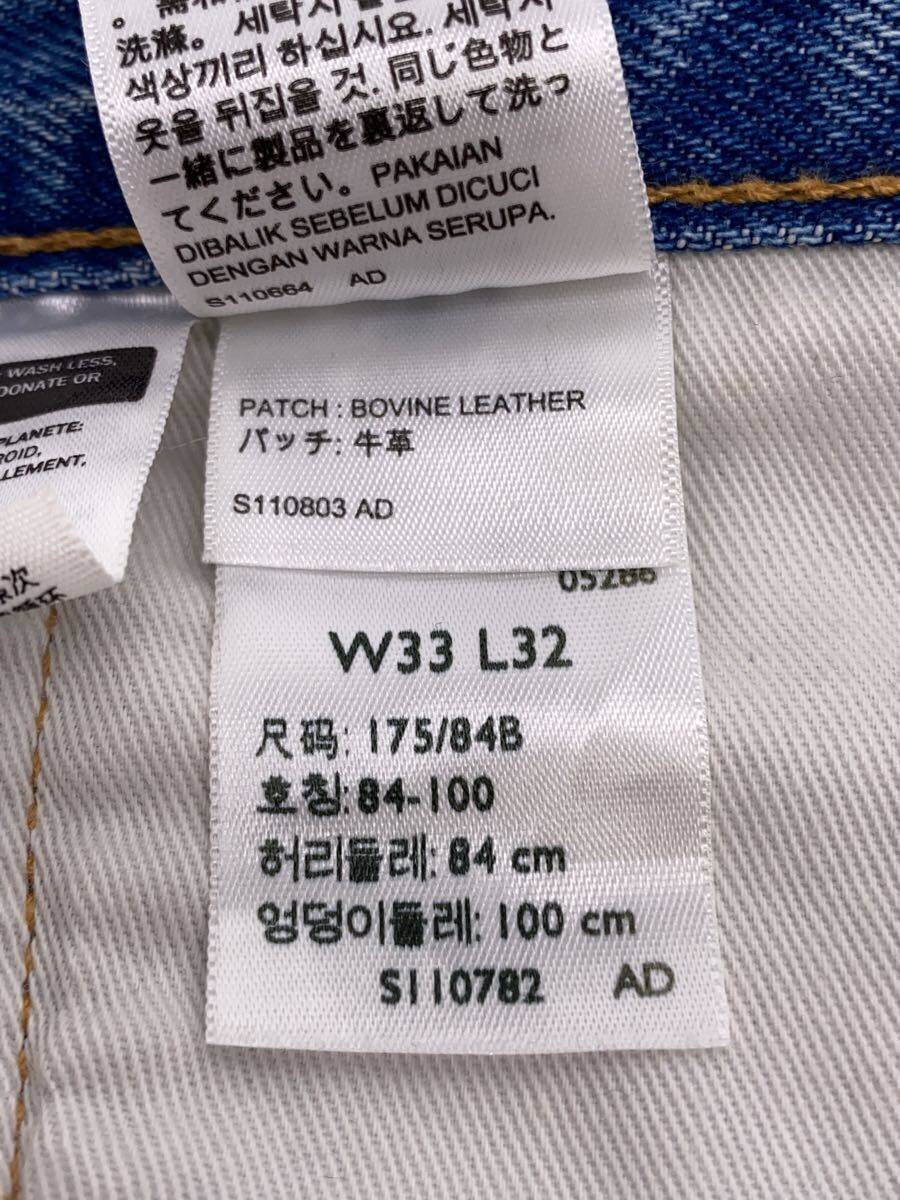 洗滌。세탁시
색상끼리 하십시요. 세탁시
옷을 뒤집을 것. 同じ色物と
一緒に製品を裏返して洗っ
てください。PAKAIAN
DIBALIK SEBELUM DICUCI
DENGAN WARNA SERUPA.
S110664 AD
WASH LESS,
DONATE OR
PLANETE:
ROID,
LLEMENT,
次
PATCH : BOVINE LEATHER
パッチ: 牛革
S110803 AD
05286
W33 L32
尺码: 175/84B
호칭:84-100
허리둘레: 84 cm
엉덩이둘레: 100 cm
S110782 AD